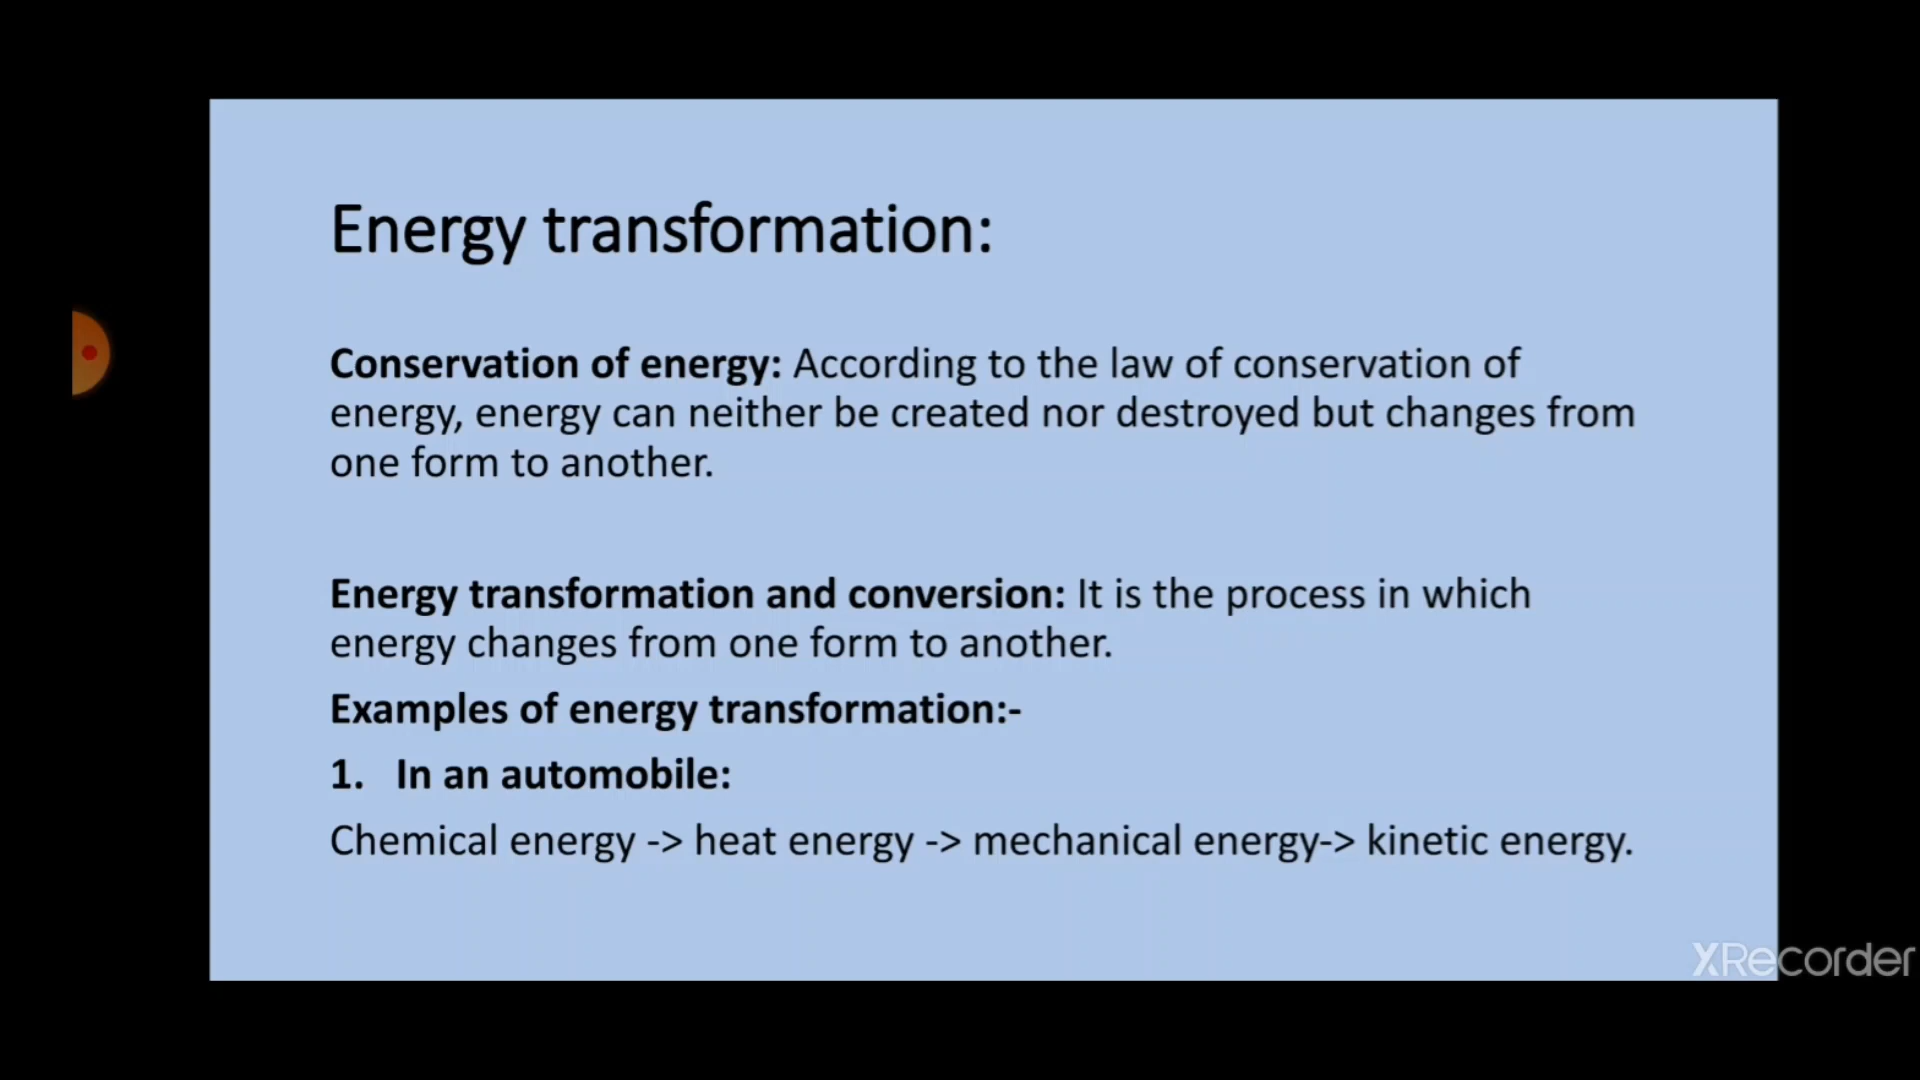 Energy transformation:
Conservation of energy: According to the law of conservation of
energy, energy can neither be created nor destroyed but changes from
one form to another.
Energy transformation and conversion: It is the process in which
energy changes from one form to another.
Examples of energy transformation:-
1. In an automobile:
Chemical energy -> heat energy -> mechanical energy-> kinetic energy.
XRecorder